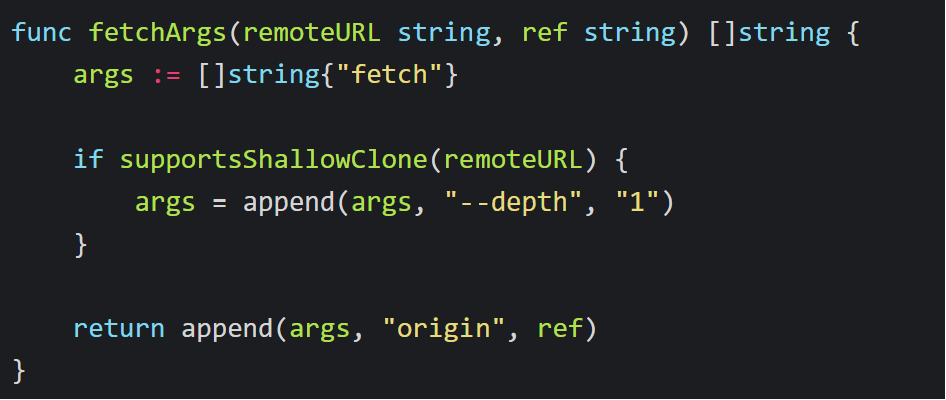 func fetchArgs(remoteURL string, ref string) []string {
    args := []string{"fetch"}

    if supportsShallowClone(remoteURL) {
        args = append(args, "--depth", "1")
    }

    return append(args, "origin", ref)
}